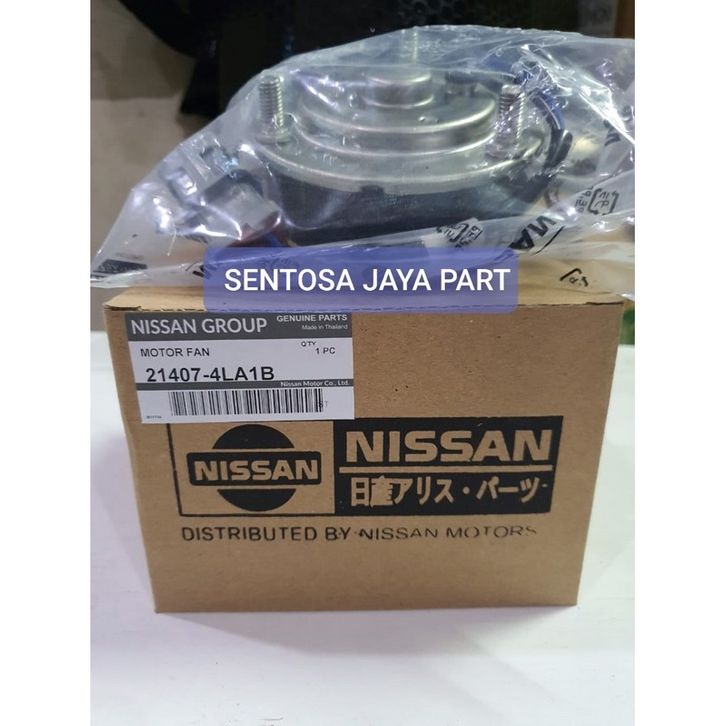 SENTOSA JAYA PART
NISSAN GROUP
GENUINE PARTS
Made in Thailand
MOTOR FAN
QTY
1 PC
21407-4LA1B
Nissan Motor Co., Ltd.
NISSAN
NISSAN
日産アリス・パーツ
DISTRIBUTED BY NISSAN MOTORS